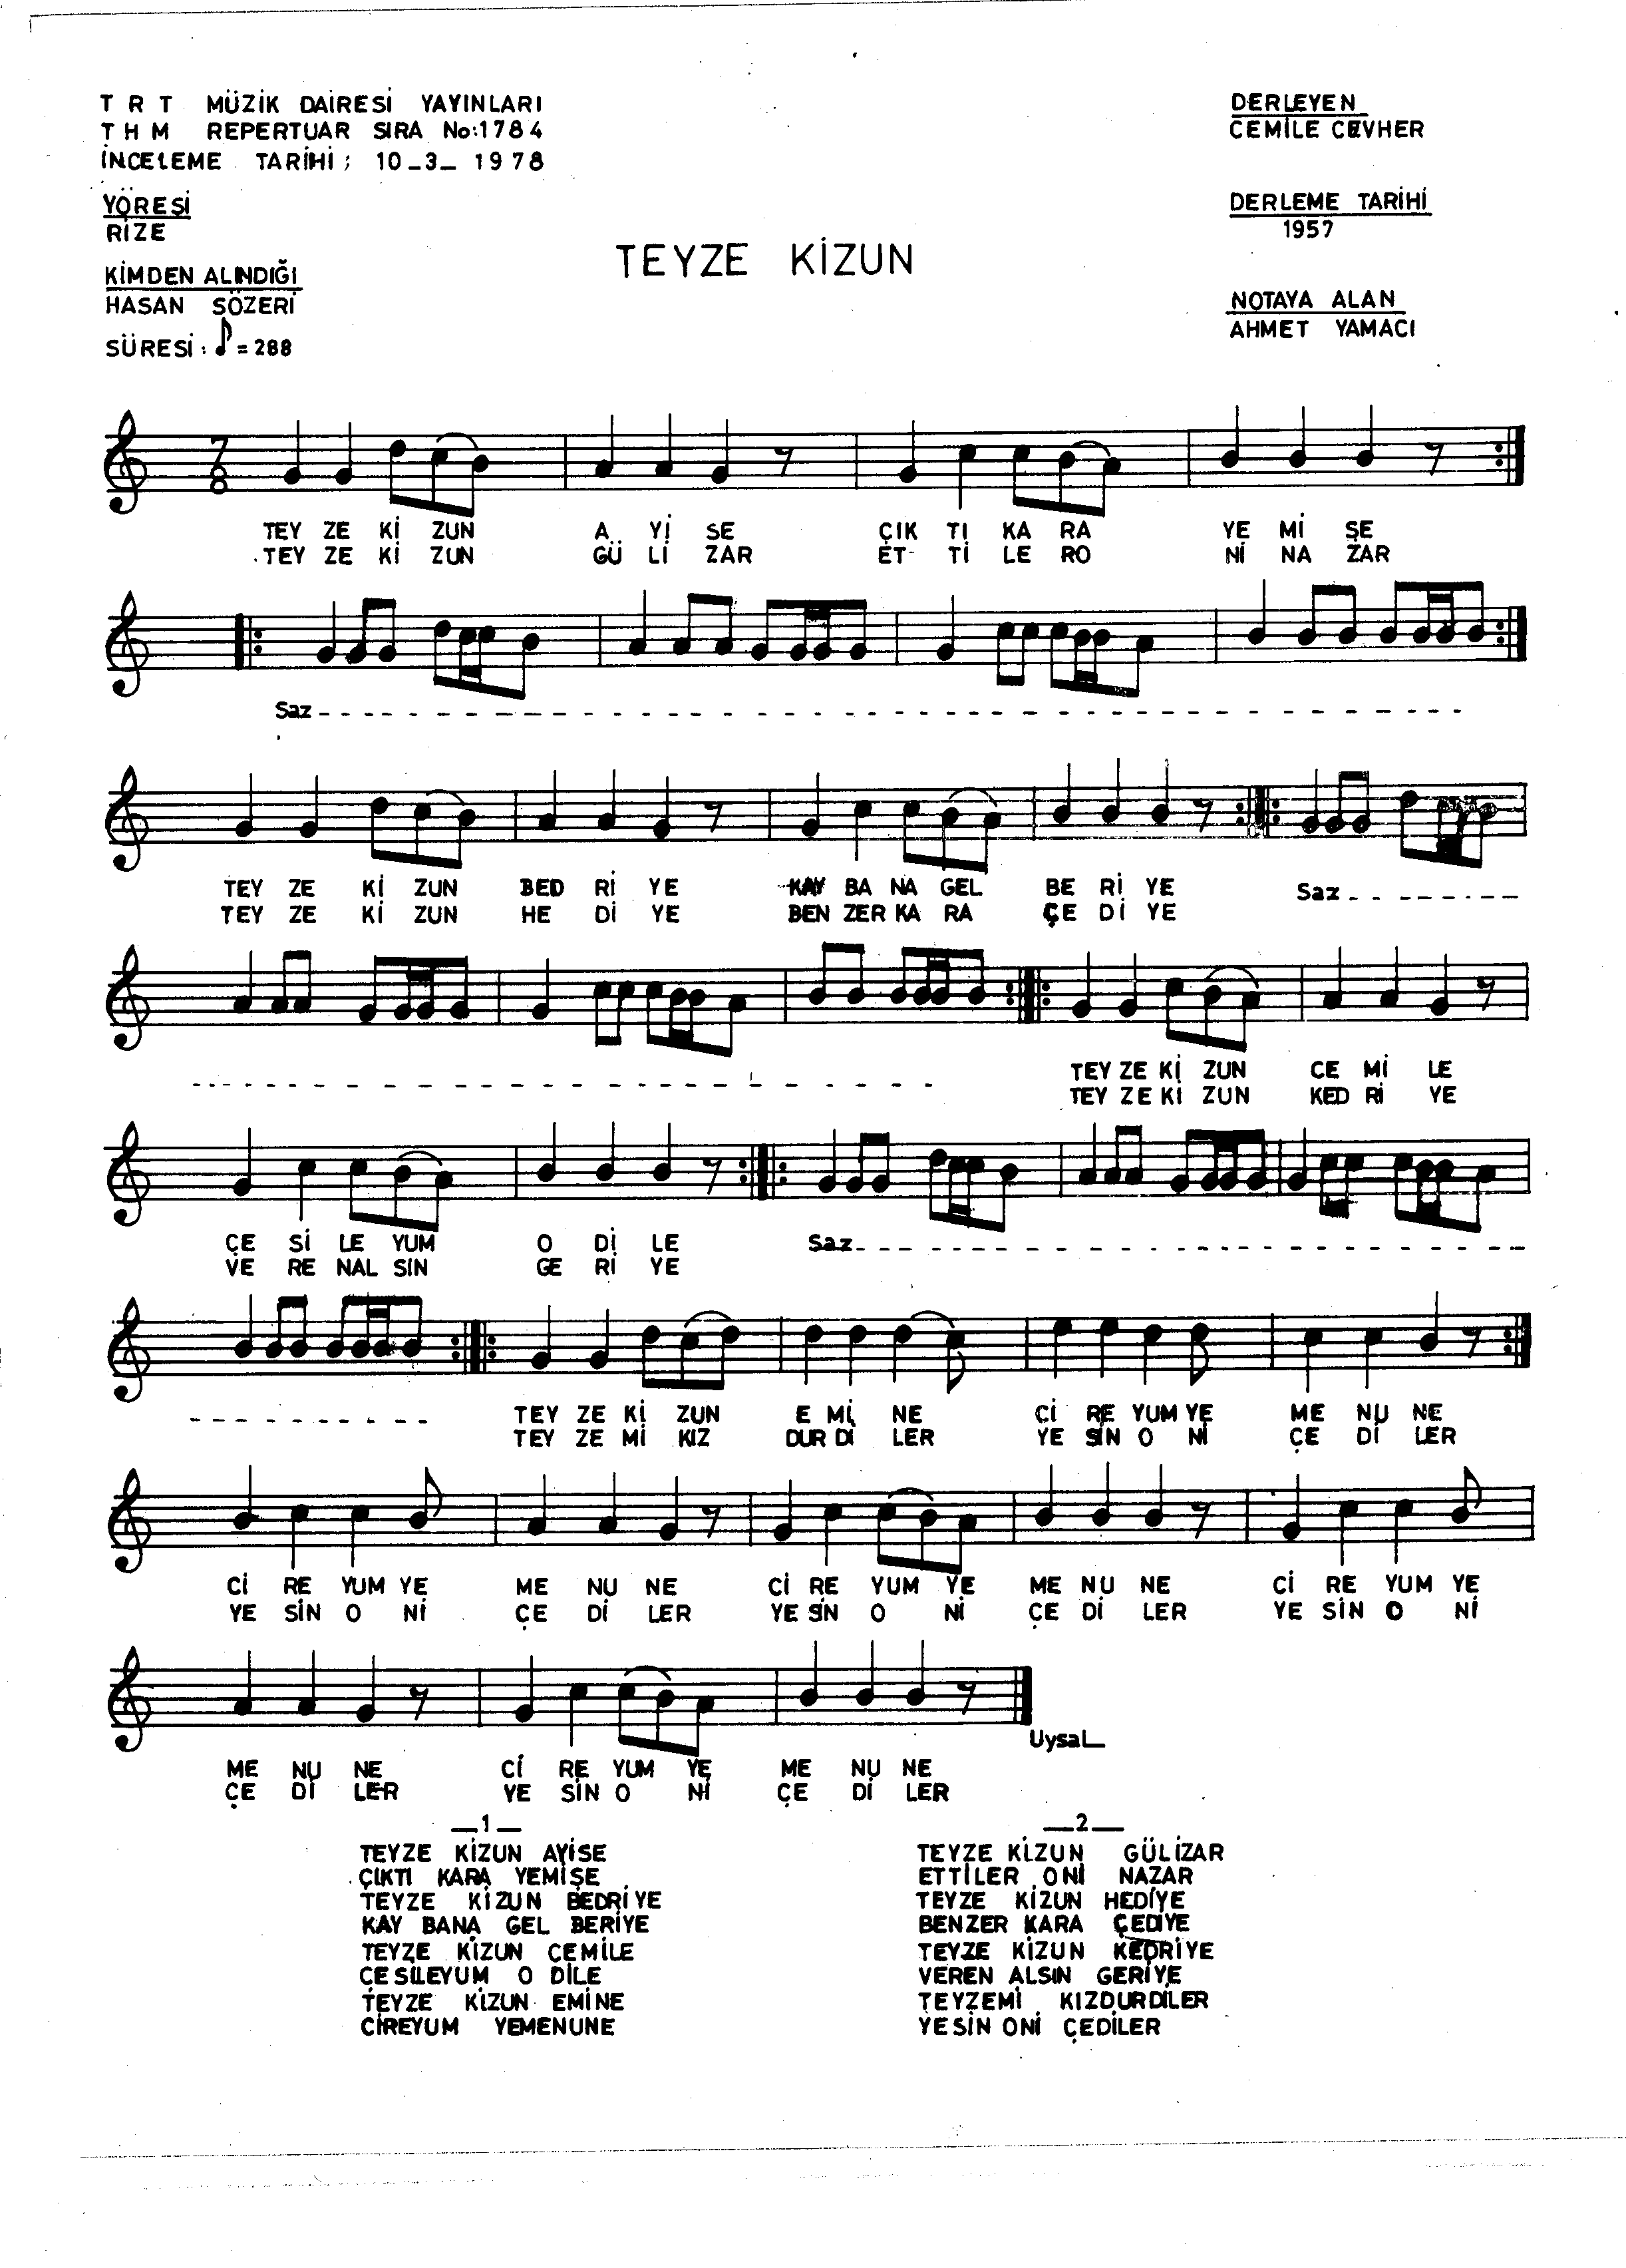 T R T MÜZİK DAİRESİ YAYINLARI
T H M REPERTUAR SIRA No:1784
İNCELEME TARİHİ ; 10_3_ 1978
YÖRESİ
RİZE
KİMDEN ALINDIĞI
HASAN SÖZERİ
SÜRESİ : ♪ = 288
TEYZE KİZUN
DERLEYEN
CEMİLE CEVHER
DERLEME TARİHİ
1957
NOTAYA ALAN
AHMET YAMACI
7
8
TEY ZE Kİ ZUN A Yİ SE ÇIK TI KA RA YE Mİ ŞE
TEY ZE Kİ ZUN GÜ Lİ ZAR ET Tİ LE RO Nİ NA ZAR
Saz
TEY ZE Kİ ZUN BED Rİ YE KAY BA NA GEL BE Rİ YE Saz
TEY ZE Kİ ZUN HE Dİ YE BEN ZER KA RA ÇE Dİ YE
TEY ZE Kİ ZUN CE Mİ LE
TEY ZE Kİ ZUN KED Rİ YE
ÇE Sİ LE YUM O Dİ LE Saz
VE RE NAL SIN GE Rİ YE
TEY ZE Kİ ZUN E Mİ NE Cİ RE YUM YE ME NU NE
TEY ZE Mİ KIZ DUR Dİ LER YE SİN O Nİ ÇE Dİ LER
Cİ RE YUM YE ME NU NE Cİ RE YUM YE ME NU NE Cİ RE YUM YE
YE SİN O Nİ ÇE Dİ LER YE SİN O Nİ ÇE Dİ LER YE SİN O Nİ
Uysal
ME NU NE Cİ RE YUM YE ME NU NE
ÇE Dİ LER YE SİN O Nİ ÇE Dİ LER
_1_
TEYZE KİZUN AYİSE
ÇIKTI KARA YEMİŞE
TEYZE KİZUN BEDRİYE
KAY BANA GEL BERİYE
TEYZE KİZUN CEMİLE
ÇESİLEYUM O DİLE
TEYZE KİZUN EMİNE
CİREYUM YEMENUNE
_2_
TEYZE KİZUN GÜLİZAR
ETTİLER ONİ NAZAR
TEYZE KİZUN HEDİYE
BENZER KARA ÇEDİYE
TEYZE KİZUN KEDRİYE
VEREN ALSIN GERİYE
TEYZEMİ KIZDURDİLER
YESİN ONİ ÇEDİLER